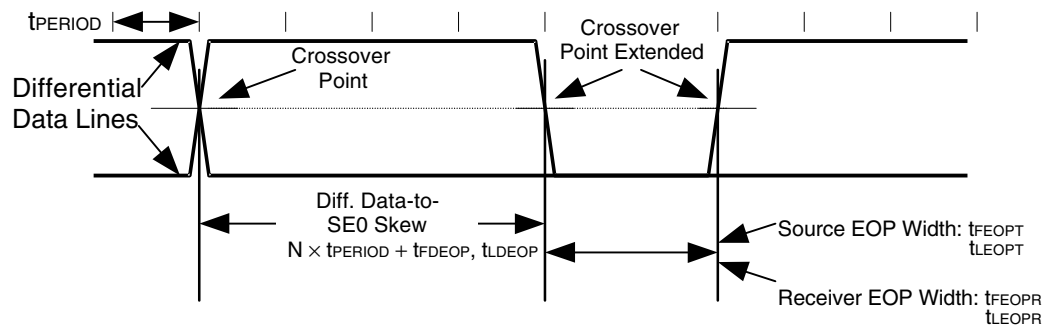 tPERIOD
Crossover
Point
Crossover
Point Extended
Differential
Data Lines
Diff. Data-to-
SE0 Skew
N × tPERIOD + tFDEOP, tLDEOP
Source EOP Width: tFEOPT
tLEOPT
Receiver EOP Width: tFEOPR
tLEOPR